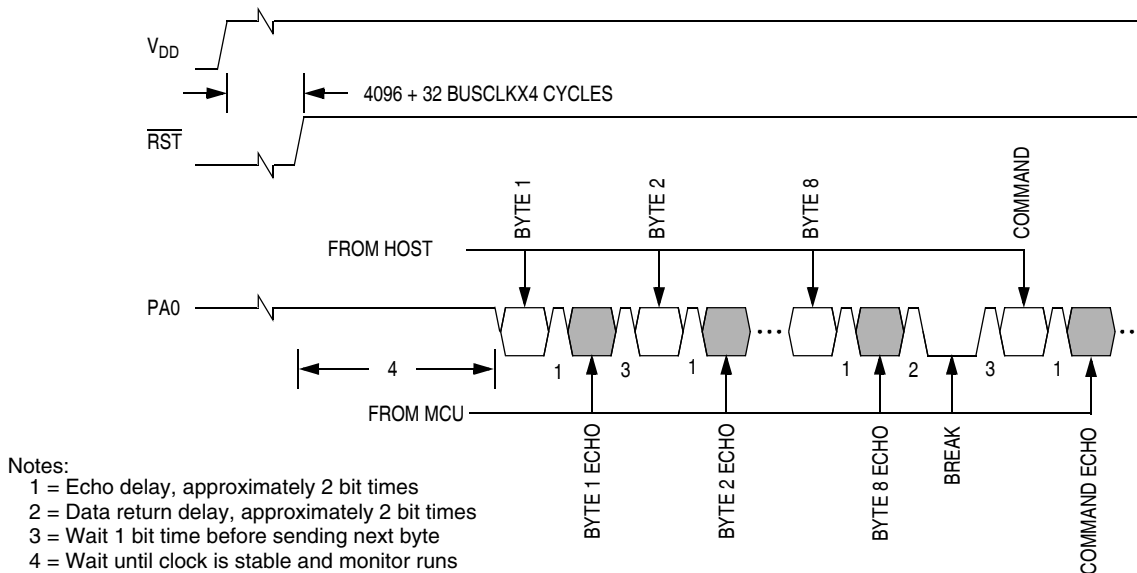 VDD
4096 + 32 BUSCLKX4 CYCLES
RST
BYTE 1
BYTE 2
BYTE 8
COMMAND
FROM HOST
PA0
...
...
4
1
3
1
1
2
3
1
FROM MCU
BYTE 1 ECHO
BYTE 2 ECHO
BYTE 8 ECHO
BREAK
COMMAND ECHO
Notes:
1 = Echo delay, approximately 2 bit times
2 = Data return delay, approximately 2 bit times
3 = Wait 1 bit time before sending next byte
4 = Wait until clock is stable and monitor runs